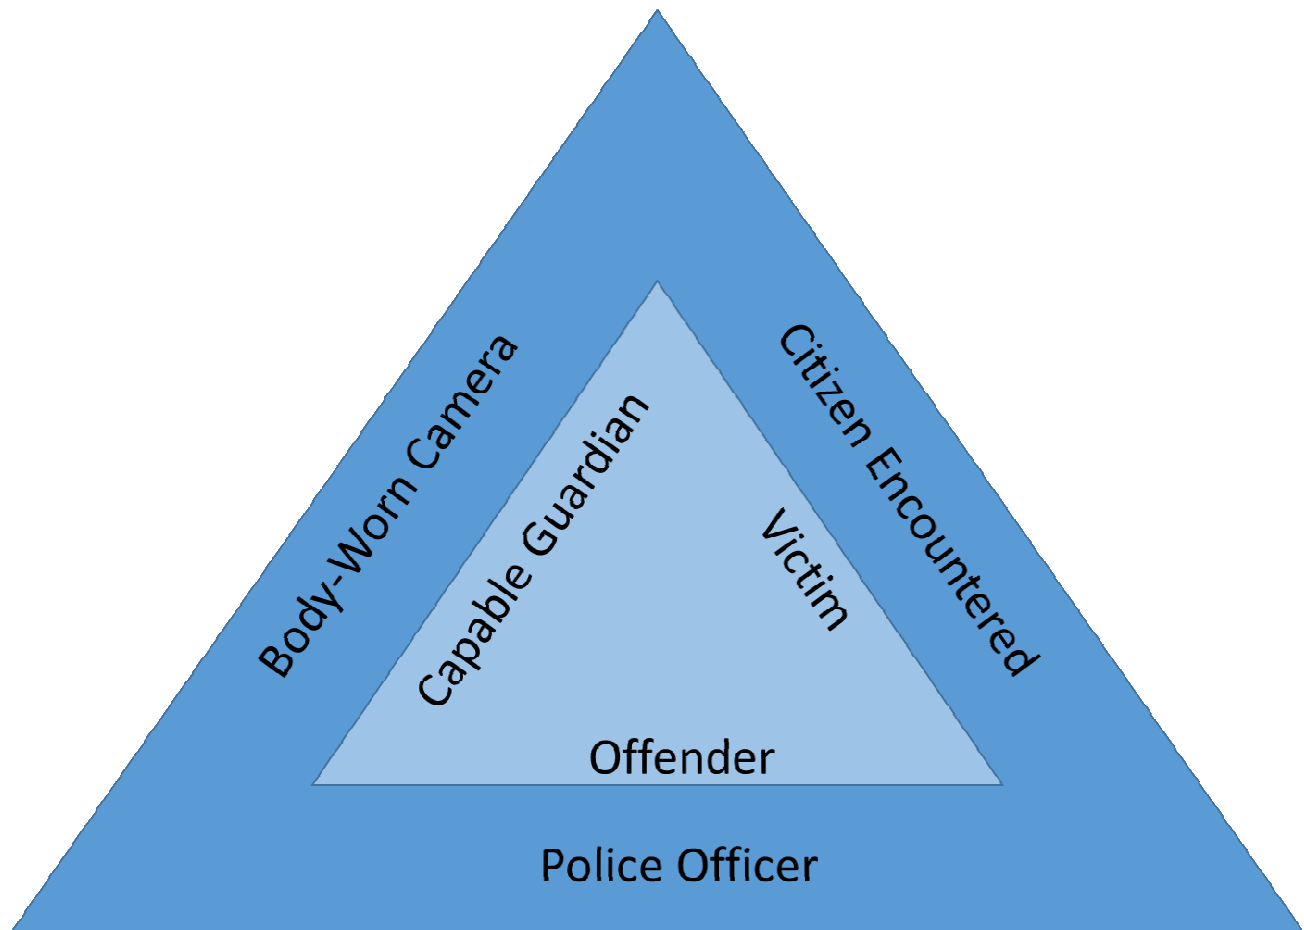 Body-Worn Camera
Citizen Encountered
Capable Guardian
Victim
Offender
Police Officer